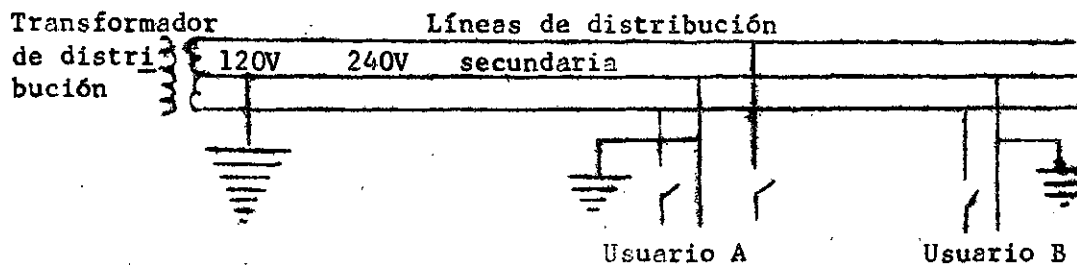 Transformador
de distri
bución
Líneas de distribución
120V 240V secundaria
Usuario A
Usuario B